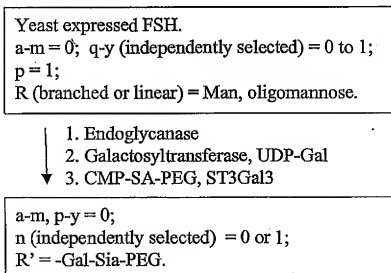 Yeast expressed FSH.
a-m = 0; q-y (independently selected) = 0 to 1;
p = 1;
R (branched or linear) = Man, oligomannose.
1. Endoglycanase
2. Galactosyltransferase, UDP-Gal
3. CMP-SA-PEG, ST3Gal3
a-m, p-y = 0;
n (independently selected) = 0 or 1;
R' = -Gal-Sia-PEG.